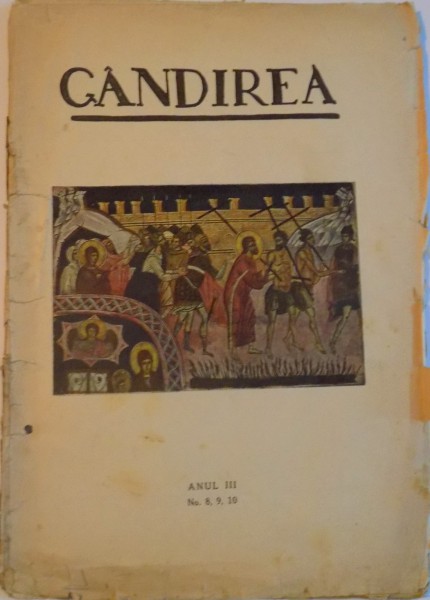 GÂNDIREA
ANUL III
No. 8, 9, 10